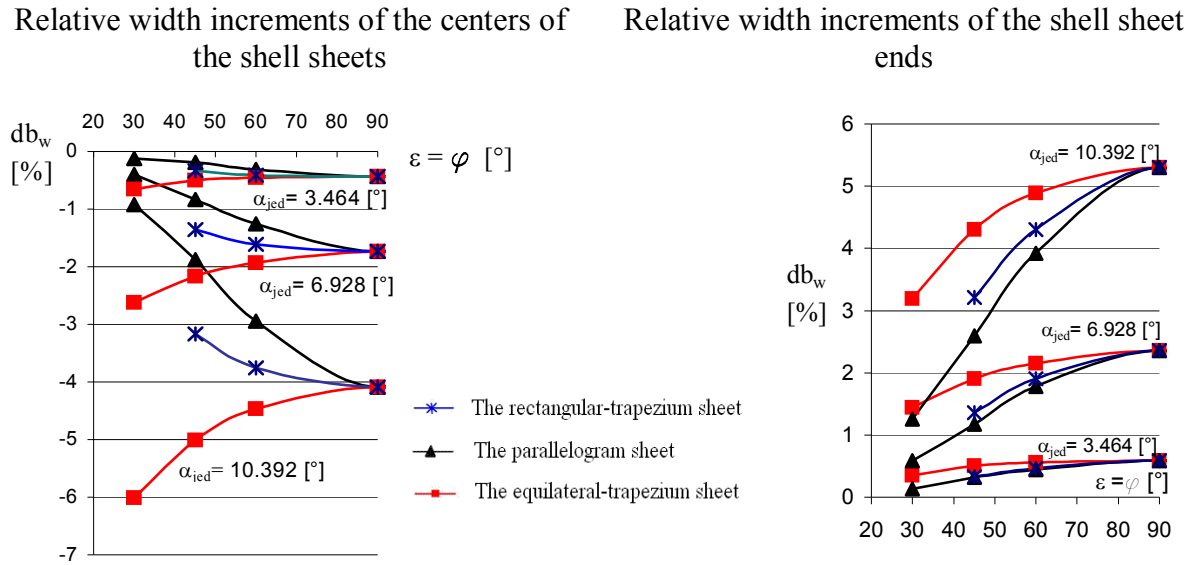 Relative width increments of the centers of
the shell sheets
20 30 40 50 60 70 80 90
db_w
[%]
ε = φ [°]
0
-1
-2
-3
-4
-5
-6
-7
α_jed= 3.464 [°]
α_jed= 6.928 [°]
α_jed= 10.392 [°]
The rectangular-trapezium sheet
The parallelogram sheet
The equilateral-trapezium sheet
Relative width increments of the shell sheet
ends
6
5
4
3
2
1
0
db_w
[%]
α_jed= 10.392 [°]
α_jed= 6.928 [°]
α_jed= 3.464 [°]
ε =φ [°]
20 30 40 50 60 70 80 90